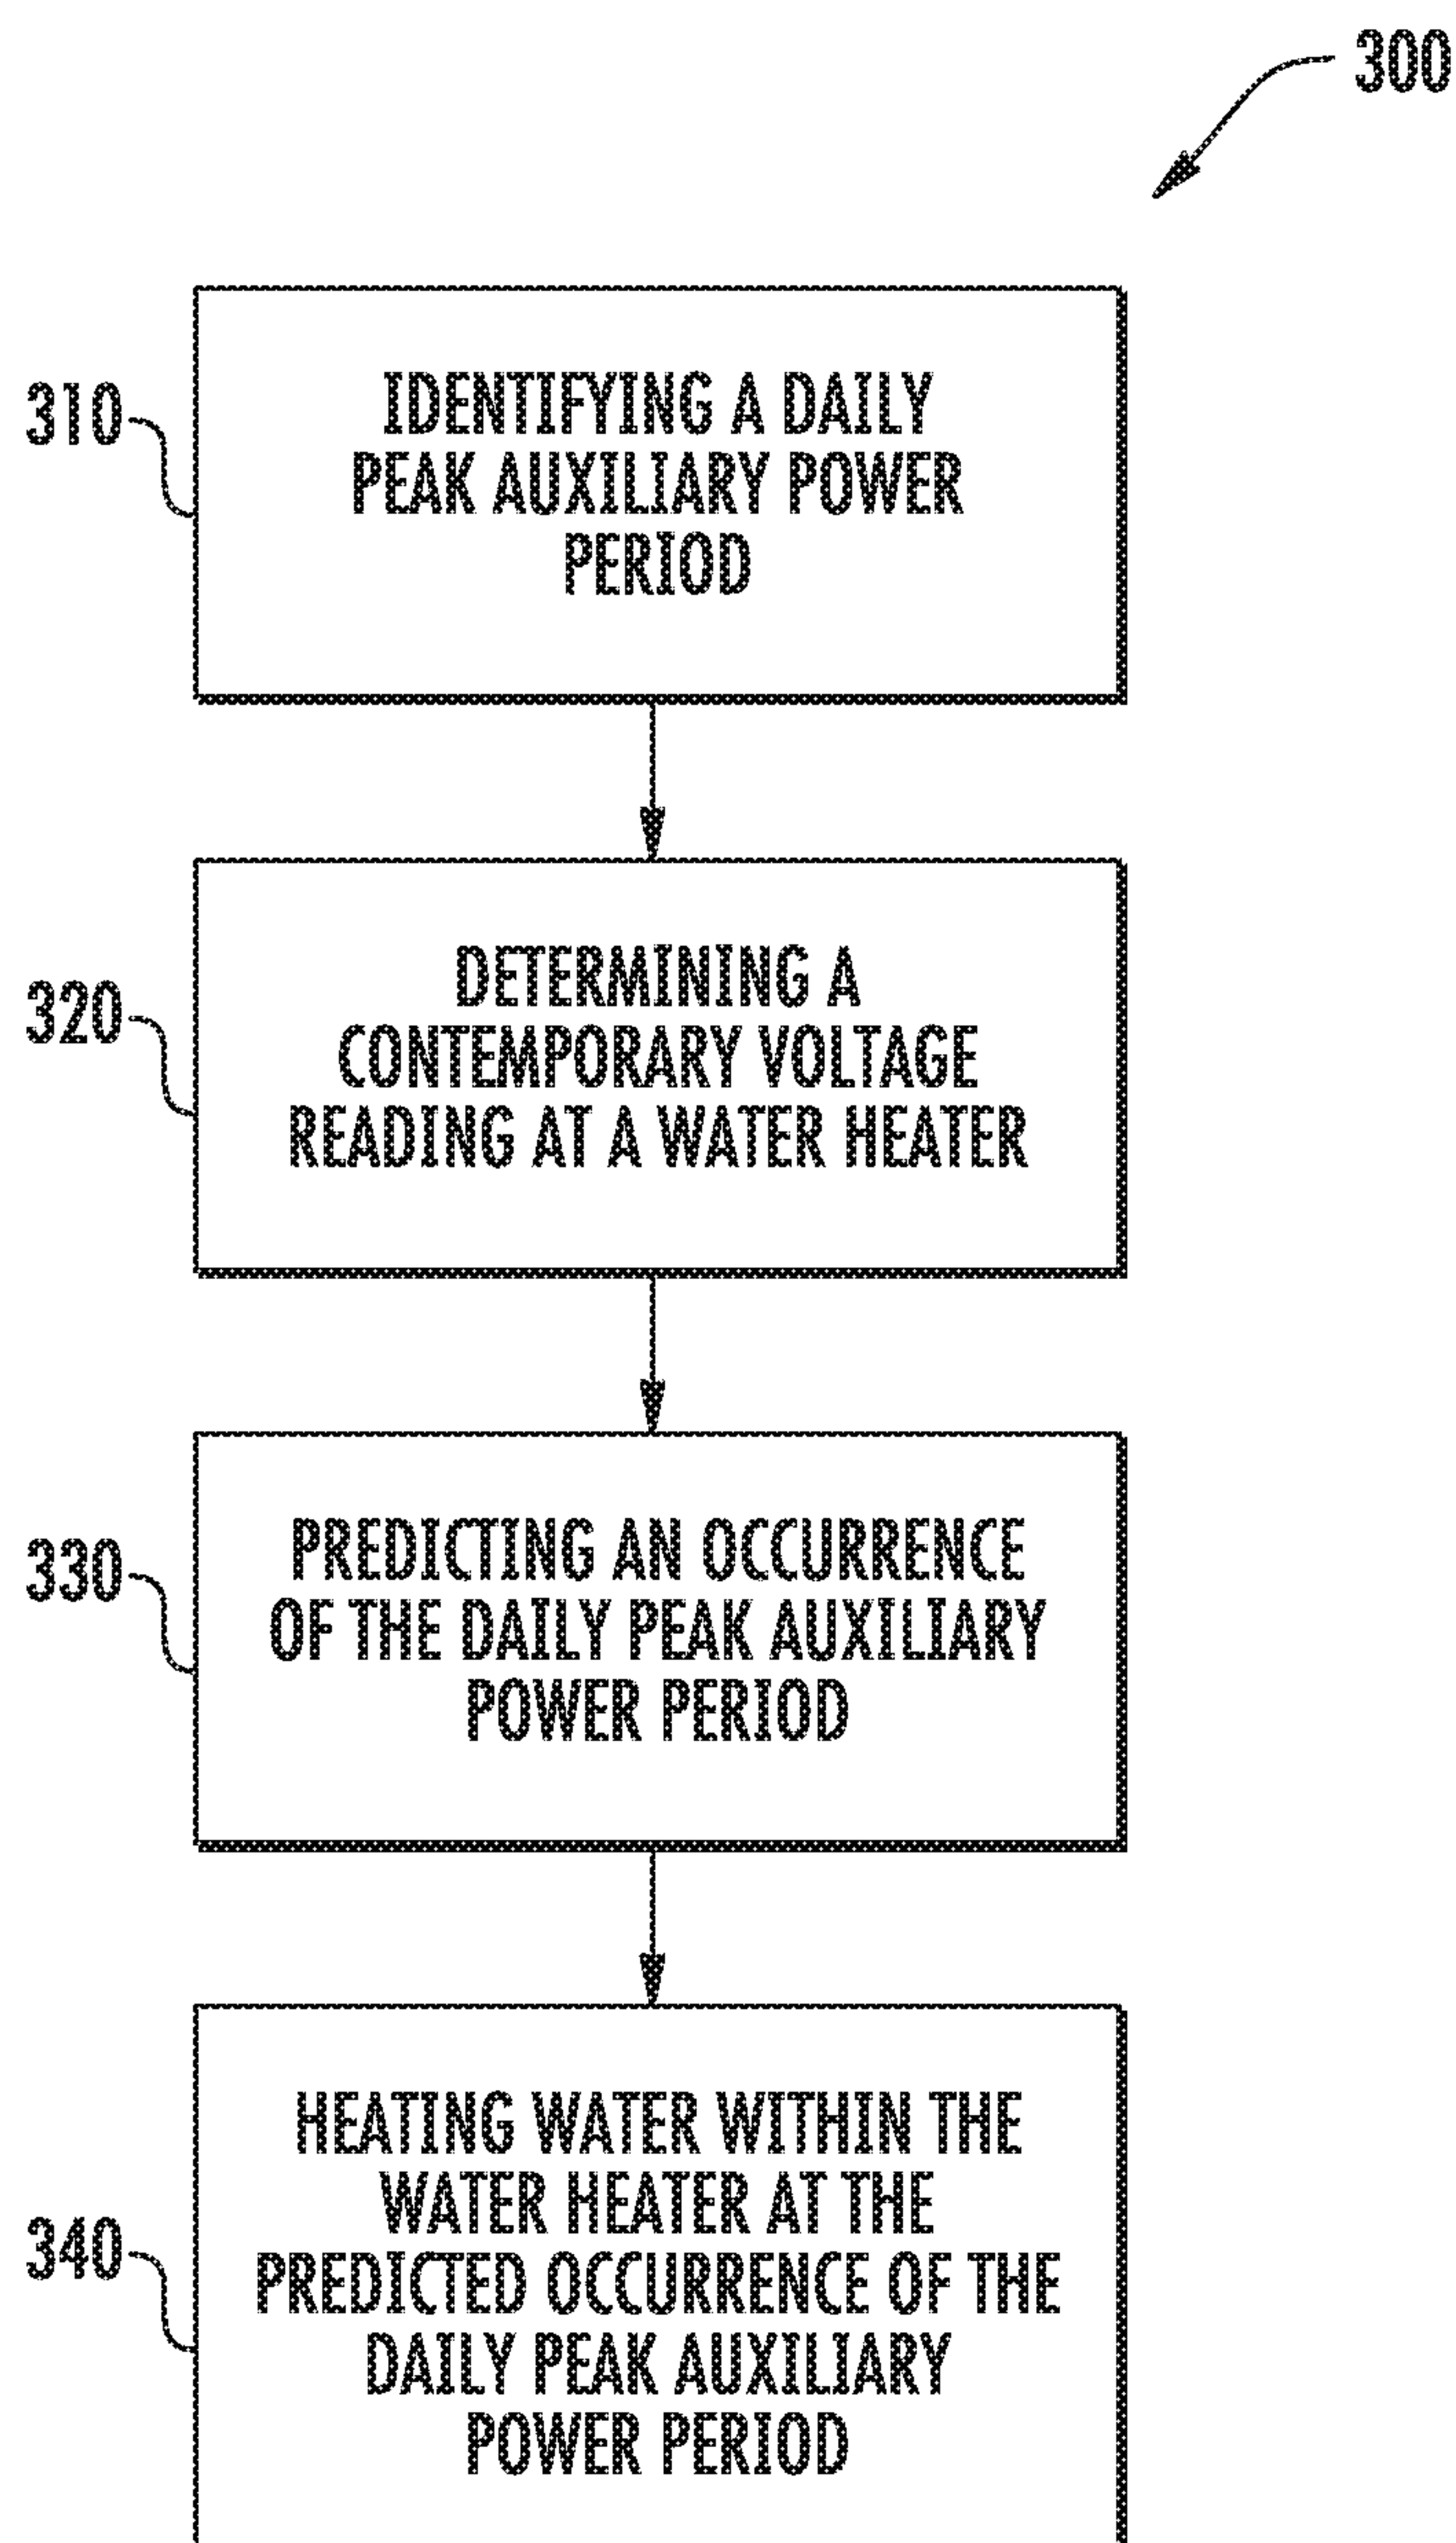 300
310
IDENTIFYING A DAILY
PEAK AUXILIARY POWER
PERIOD
320
DETERMINING A
CONTEMPORARY VOLTAGE
READING AT A WATER HEATER
330
PREDICTING AN OCCURRENCE
OF THE DAILY PEAK AUXILIARY
POWER PERIOD
340
HEATING WATER WITHIN THE
WATER HEATER AT THE
PREDICTED OCCURRENCE OF THE
DAILY PEAK AUXILIARY
POWER PERIOD